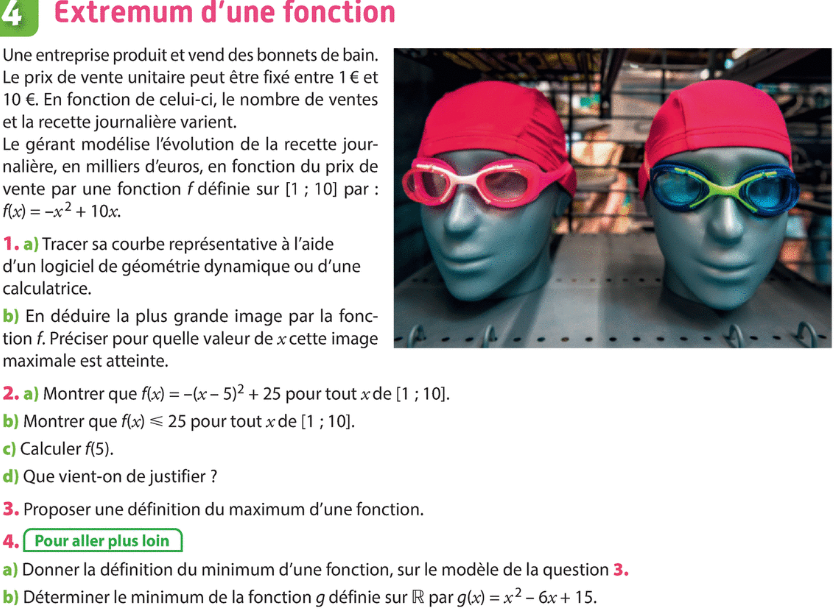 4 Extremum d'une fonction
Une entreprise produit et vend des bonnets de bain.
Le prix de vente unitaire peut être fixé entre 1 € et
10 €. En fonction de celui-ci, le nombre de ventes
et la recette journalière varient.
Le gérant modélise l'évolution de la recette jour-
nalière, en milliers d'euros, en fonction du prix de
vente par une fonction f définie sur [1 ; 10] par :
f(x) = –x² + 10x.
1. a) Tracer sa courbe représentative à l'aide
d'un logiciel de géométrie dynamique ou d'une
calculatrice.
b) En déduire la plus grande image par la fonc-
tion f. Préciser pour quelle valeur de x cette image
maximale est atteinte.
2. a) Montrer que f(x) = –(x – 5)² + 25 pour tout x de [1 ; 10].
b) Montrer que f(x) ⩽ 25 pour tout x de [1 ; 10].
c) Calculer f(5).
d) Que vient-on de justifier ?
3. Proposer une définition du maximum d'une fonction.
4. Pour aller plus loin
a) Donner la définition du minimum d'une fonction, sur le modèle de la question 3.
b) Déterminer le minimum de la fonction g définie sur ℝ par g(x) = x² – 6x + 15.